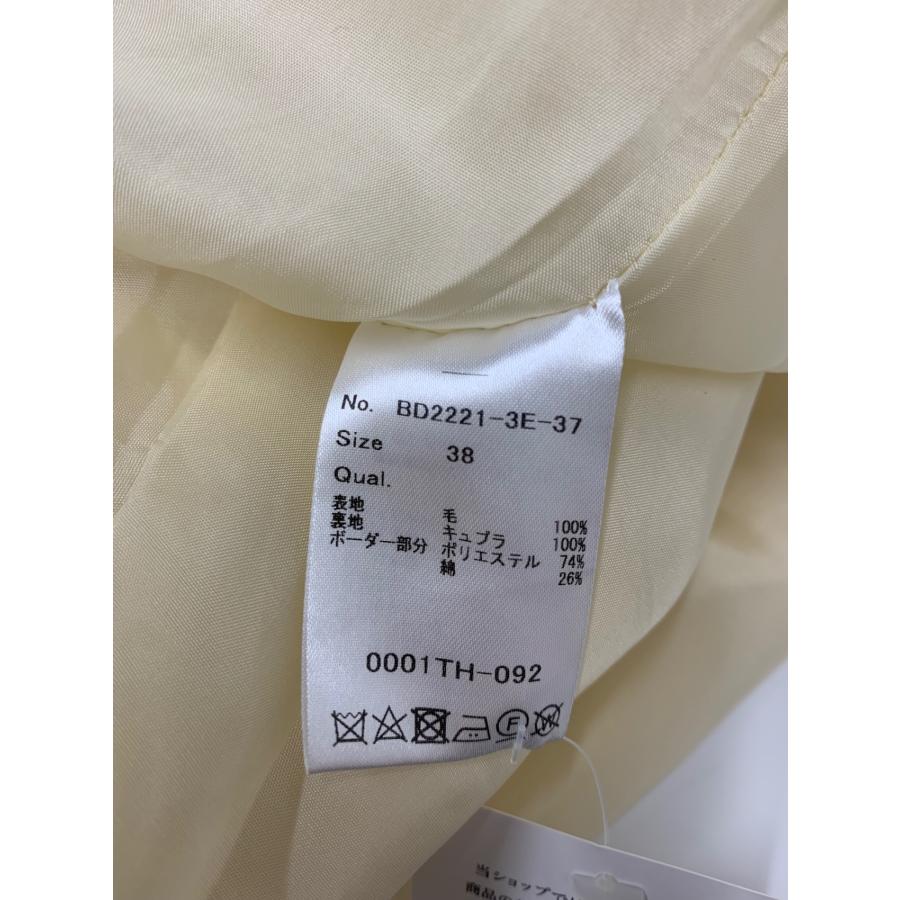 No. BD2221-3E-37
Size 38
Qual.
表地 毛 100%
裏地 キュプラ 100%
ボーダー部分 ポリエステル 74%
綿 26%
0001TH-092
F
W
当ショップで
商品の